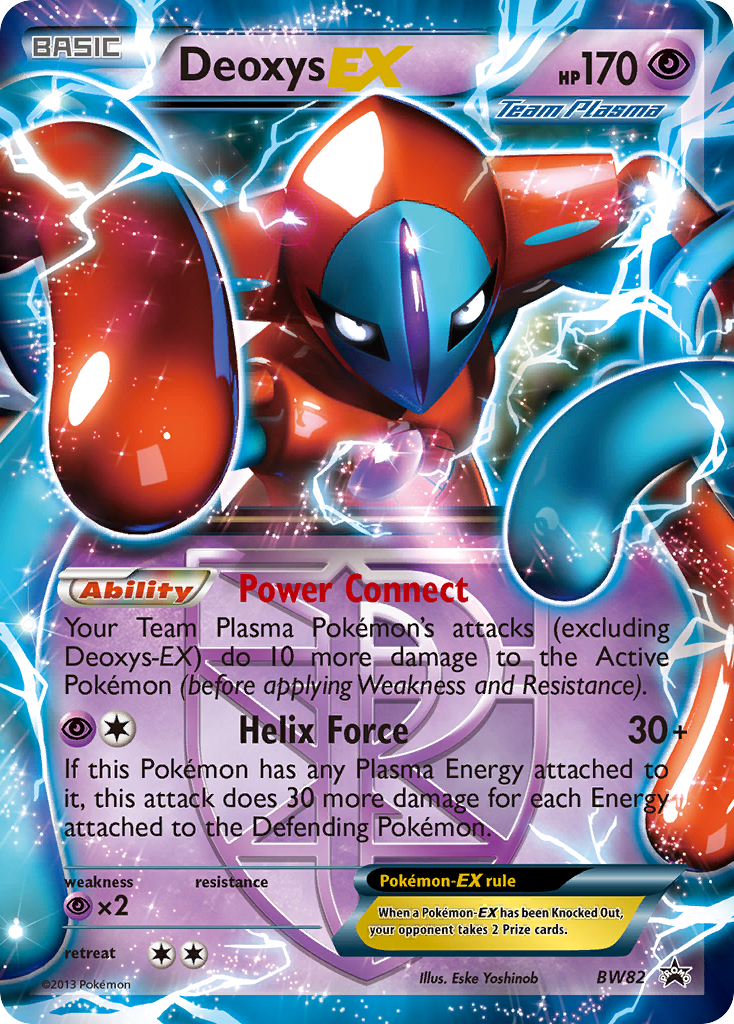 BASIC
Deoxys EX
HP170
Team Plasma
Ability Power Connect
Your Team Plasma Pokémon's attacks (excluding
Deoxys-EX) do 10 more damage to the Active
Pokémon (before applying Weakness and Resistance).
Helix Force 30+
If this Pokémon has any Plasma Energy attached to
it, this attack does 30 more damage for each Energy
attached to the Defending Pokémon.
weakness resistance
×2
Pokémon-EX rule
When a Pokémon-EX has been Knocked Out,
your opponent takes 2 Prize cards.
retreat
©2013 Pokémon
Illus. Eske Yoshinob
BW82
PROMO